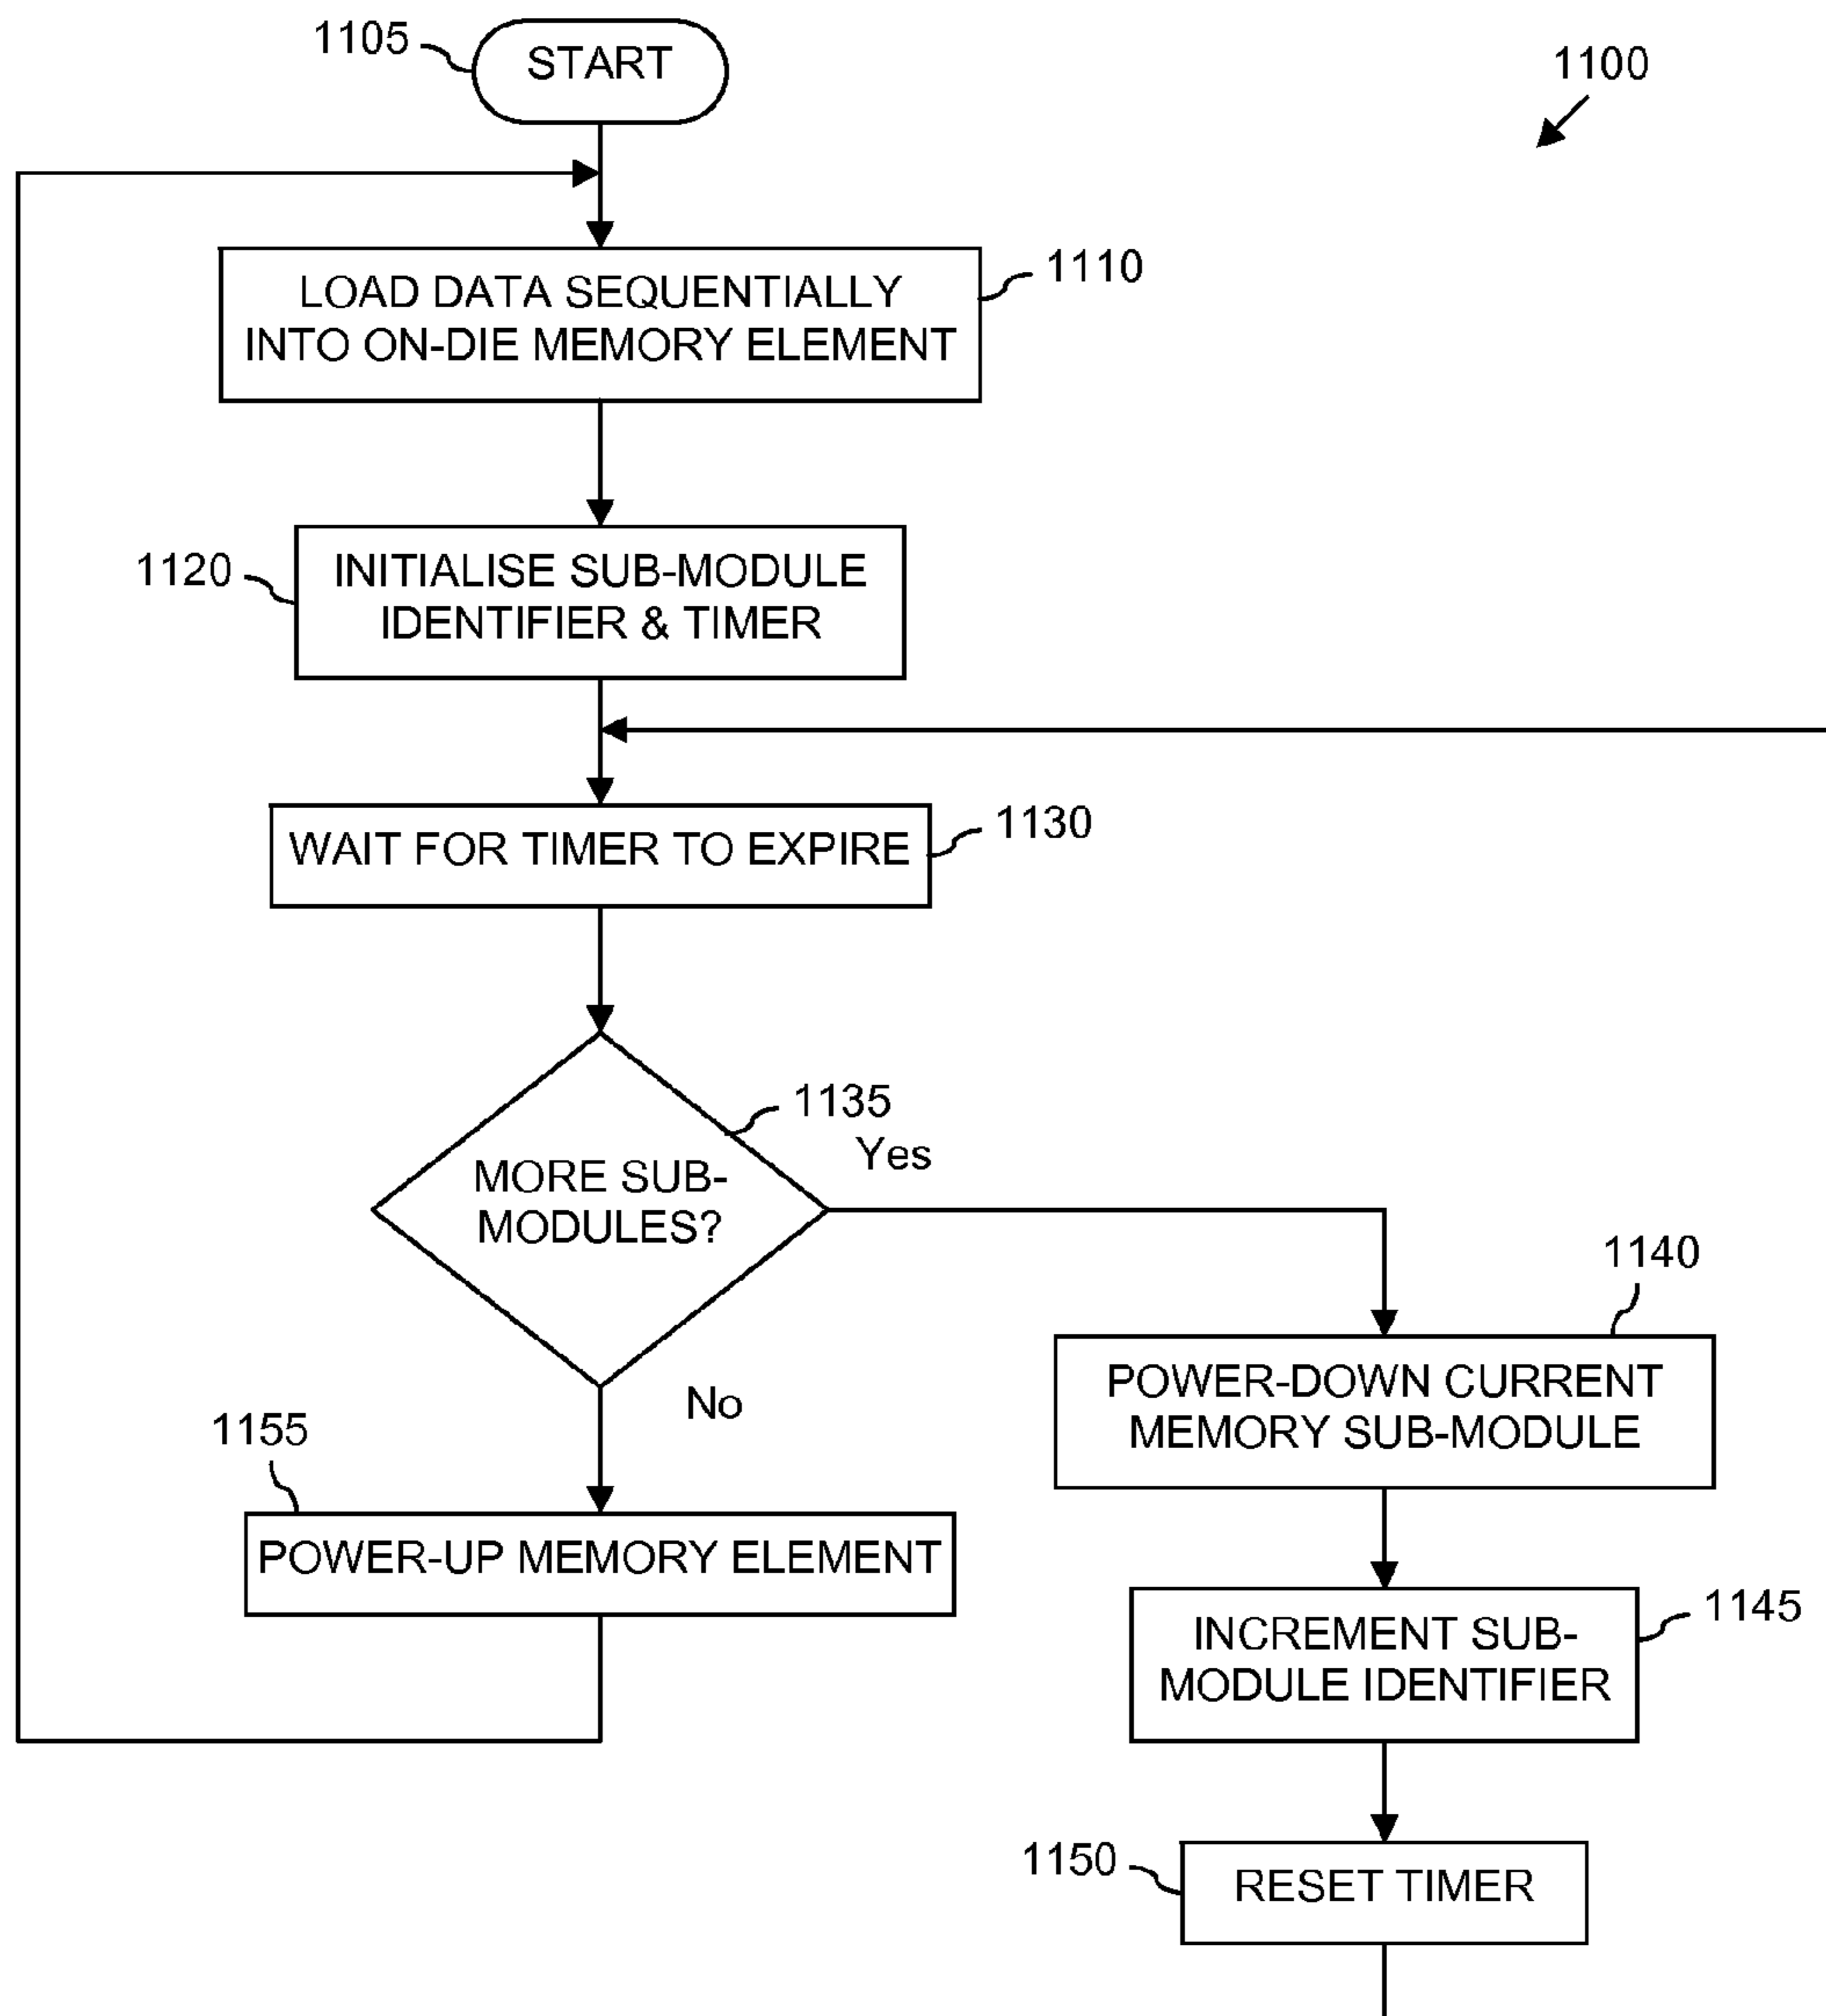 1105
START
1100
LOAD DATA SEQUENTIALLY
INTO ON-DIE MEMORY ELEMENT
1110
1120
INITIALISE SUB-MODULE
IDENTIFIER & TIMER
WAIT FOR TIMER TO EXPIRE
1130
1135
Yes
MORE SUB-
MODULES?
1140
No
POWER-DOWN CURRENT
MEMORY SUB-MODULE
1155
POWER-UP MEMORY ELEMENT
INCREMENT SUB-
MODULE IDENTIFIER
1145
1150
RESET TIMER